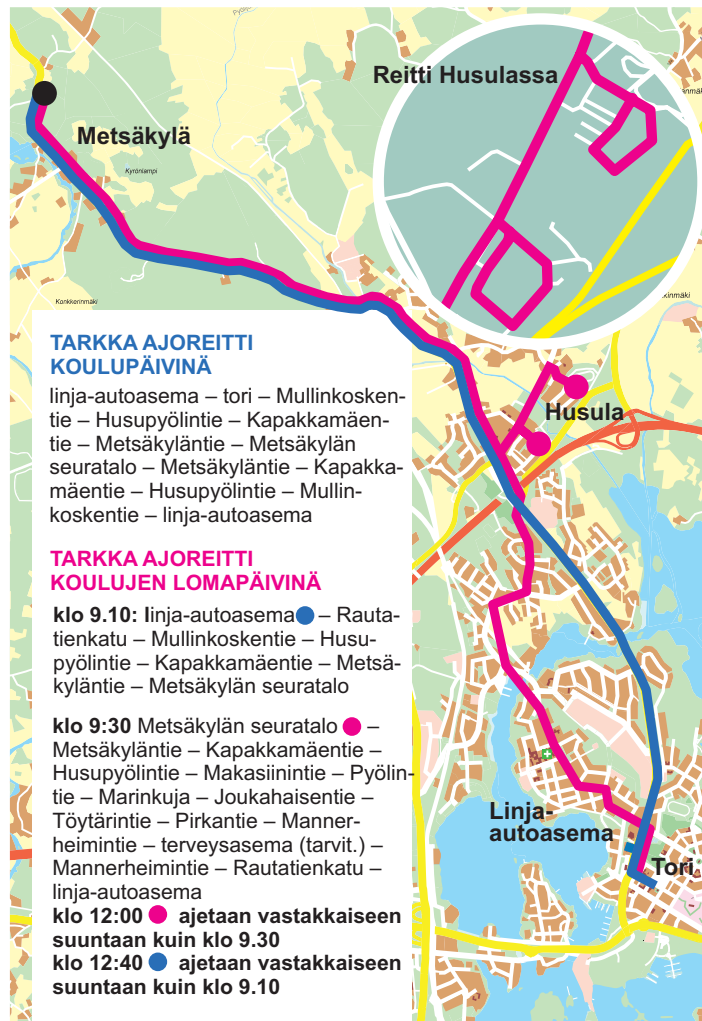 Reitti Husulassa
Metsäkylä
Kyrönlampi
Konkkerinmäki
TARKKA AJOREITTI
KOULUPÄIVINÄ
linja-autoasema – tori – Mullinkosken-
tie – Husupyölintie – Kapakkamäen-
tie – Metsäkyläntie – Metsäkylän
seuratalo – Metsäkyläntie – Kapakka-
mäentie – Husupyölintie – Mullin-
koskentie – linja-autoasema
TARKKA AJOREITTI
KOULUJEN LOMAPÄIVINÄ
klo 9.10: linja-autoasema – Rauta-
tienkatu – Mullinkoskentie – Husu-
pyölintie – Kapakkamäentie – Metsä-
kyläntie – Metsäkylän seuratalo
klo 9:30 Metsäkylän seuratalo –
Metsäkyläntie – Kapakkamäentie –
Husupyölintie – Makasiinintie – Pyölin-
tie – Marinkuja – Joukahaisentie –
Töytärintie – Pirkantie – Manner-
heimintie – terveysasema (tarvit.) –
Mannerheimintie – Rautatienkatu –
linja-autoasema
klo 12:00 ajetaan vastakkaiseen
suuntaan kuin klo 9.30
klo 12:40 ajetaan vastakkaiseen
suuntaan kuin klo 9.10
Husula
Linja-
autoasema
Tori